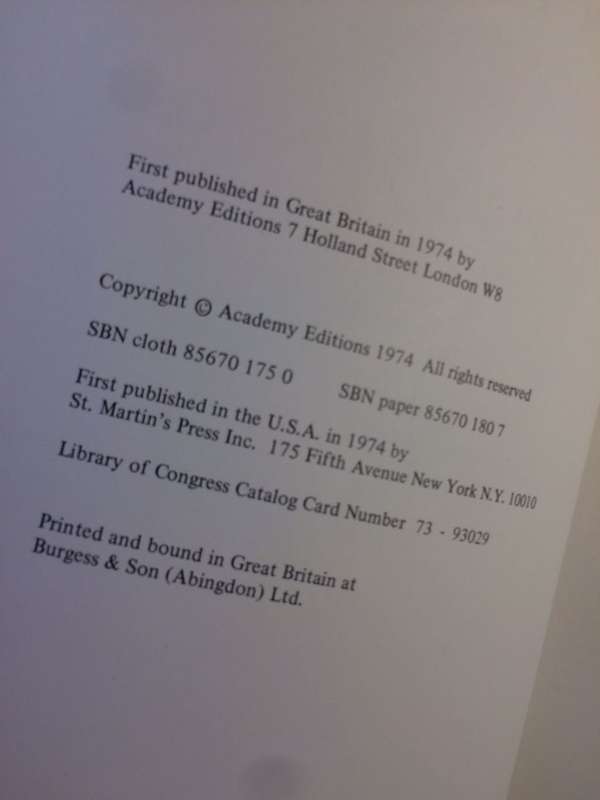 First published in Great Britain in 1974 by
Academy Editions 7 Holland Street London W8
Copyright © Academy Editions 1974 All rights reserved
SBN cloth 85670 175 0 SBN paper 85670 180 7
First published in the U.S.A. in 1974 by
St. Martin's Press Inc. 175 Fifth Avenue New York N.Y. 10010
Library of Congress Catalog Card Number 73 - 93029
Printed and bound in Great Britain at
Burgess & Son (Abingdon) Ltd.